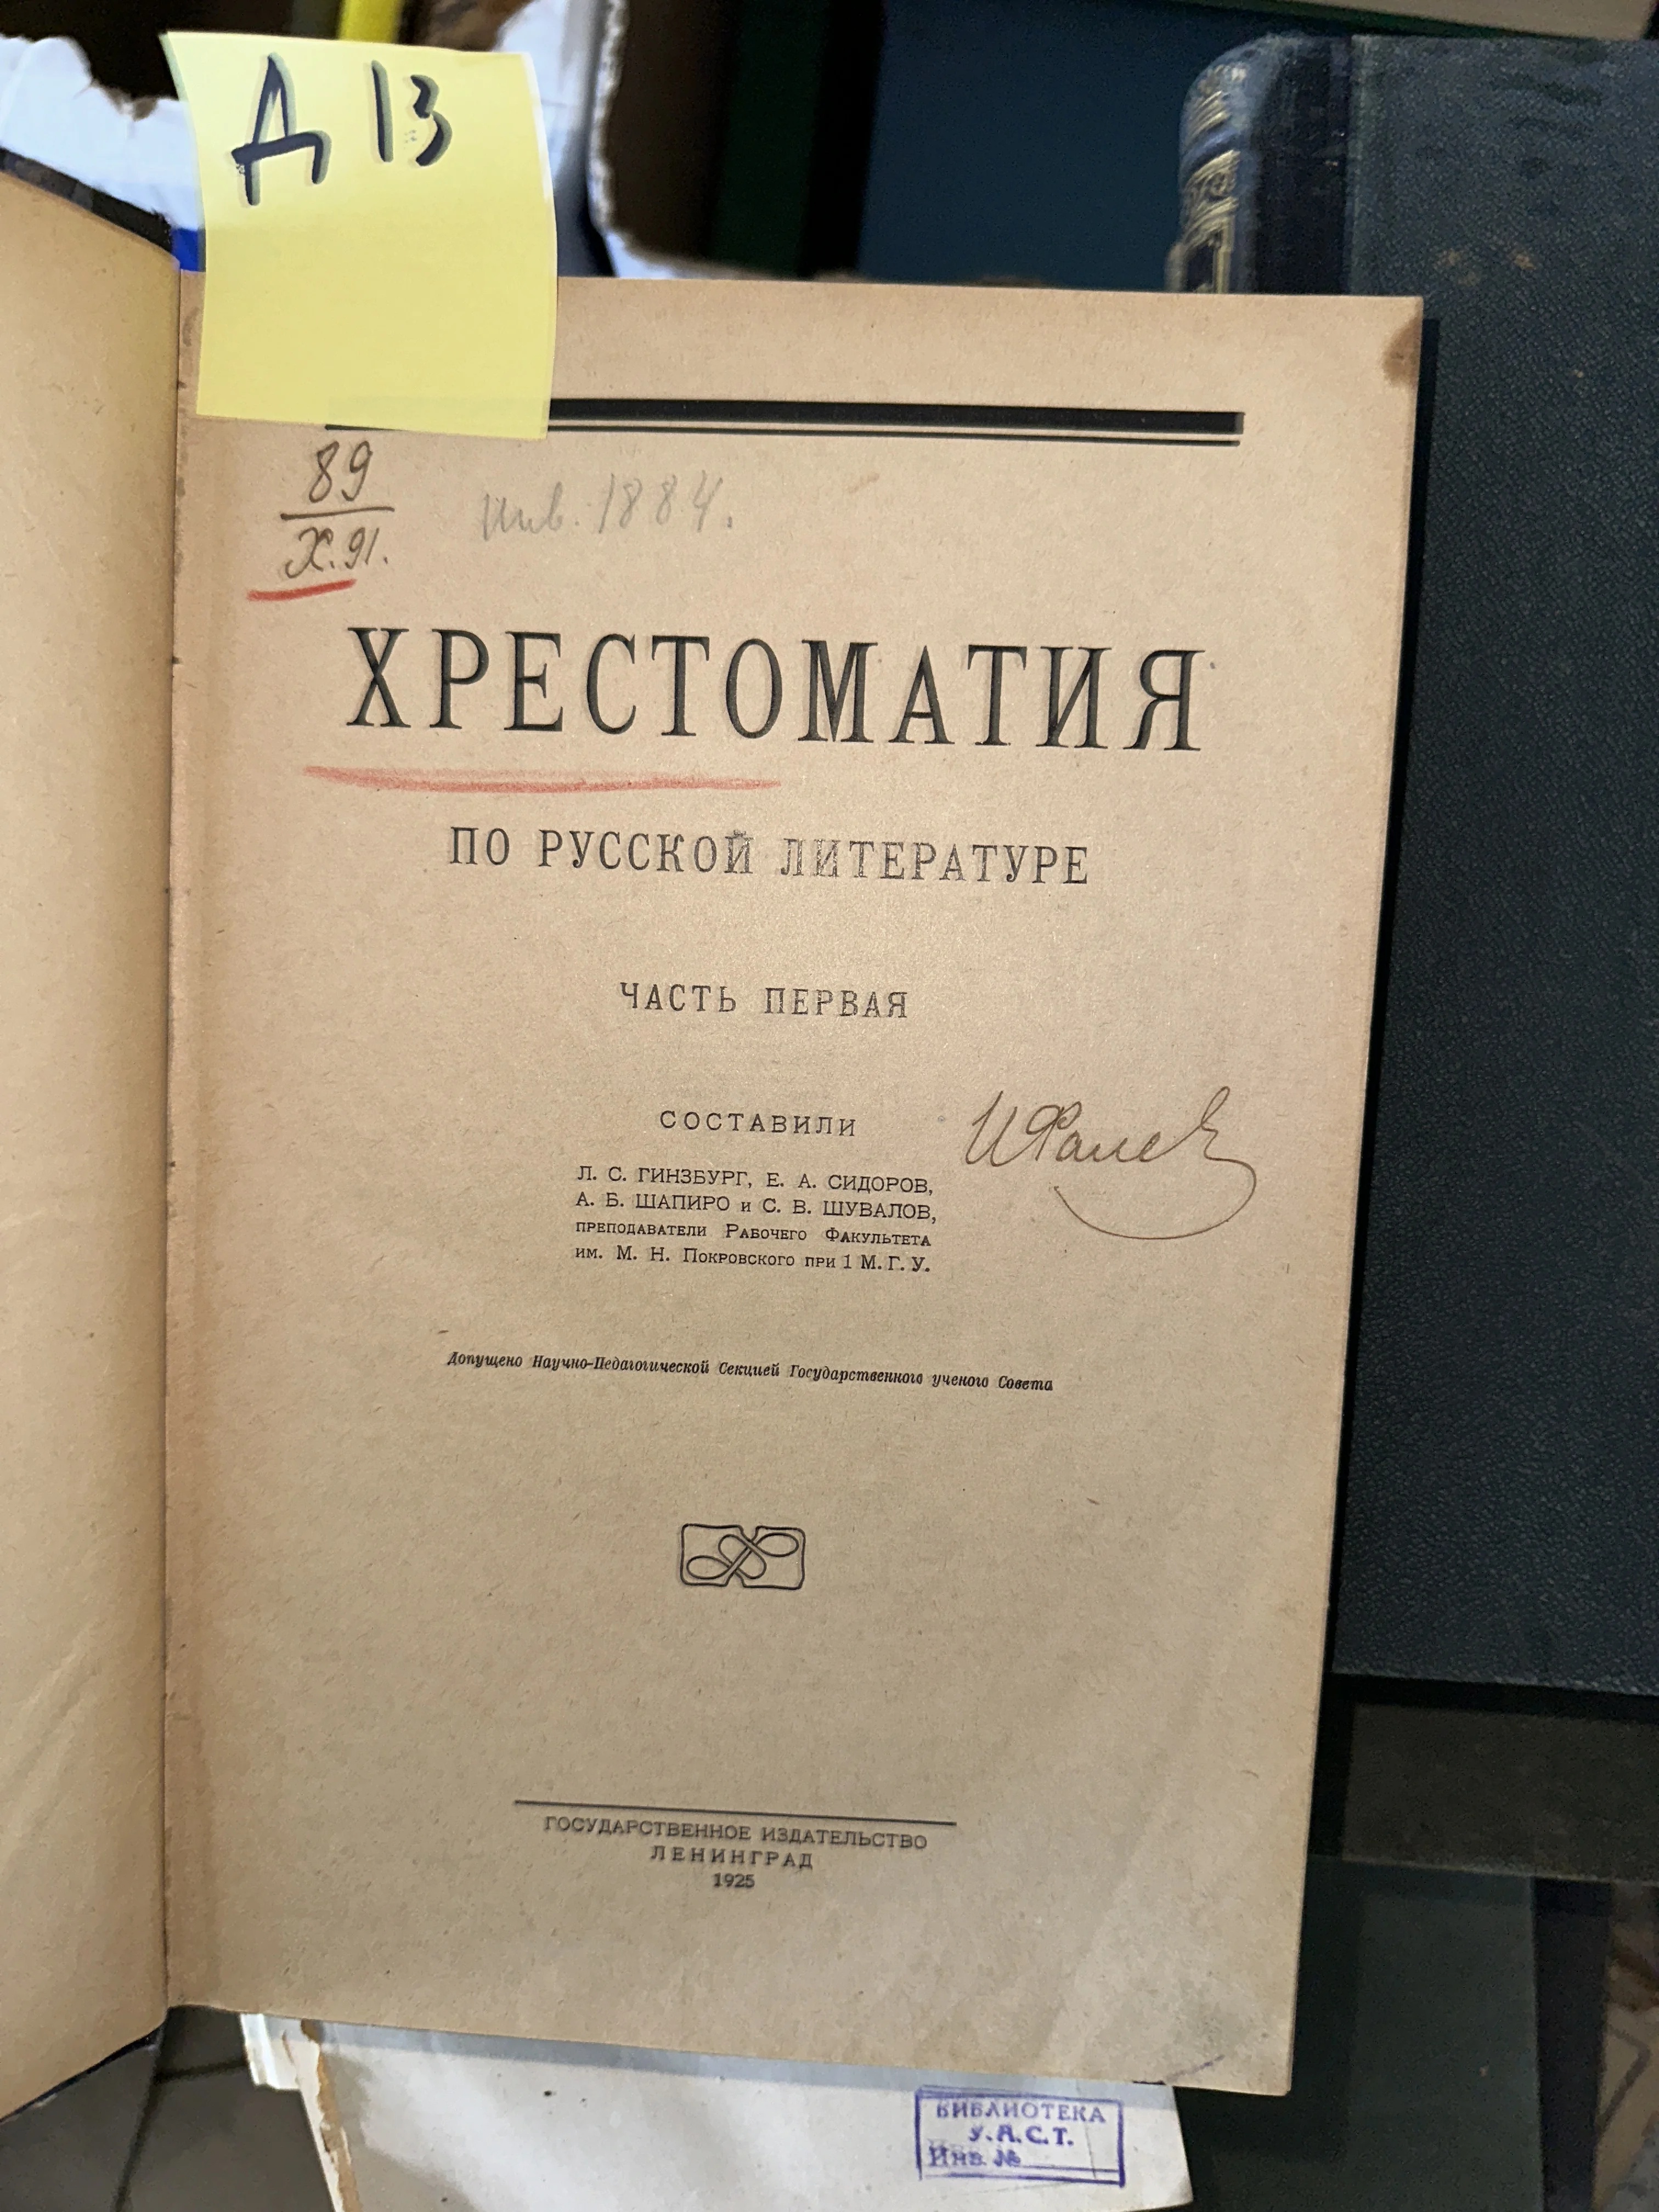 Д 13
89
Х.91.
инв. 1884.
ХРЕСТОМАТИЯ
ПО РУССКОЙ ЛИТЕРАТУРЕ
ЧАСТЬ ПЕРВАЯ
СОСТАВИЛИ
Л. С. ГИНЗБУРГ, Е. А. СИДОРОВ,
А. Б. ШАПИРО и С. В. ШУВАЛОВ,
ПРЕПОДАВАТЕЛИ РАБОЧЕГО ФАКУЛЬТЕТА
ИМ. М. Н. ПОКРОВСКОГО ПРИ 1 М. Г. У.
Допущено Научно-Педагогической Секцией Государственного ученого Совета
ГОСУДАРСТВЕННОЕ ИЗДАТЕЛЬСТВО
ЛЕНИНГРАД
1925
БИБЛИОТЕКА
У.А.С.Т.
Инв. №